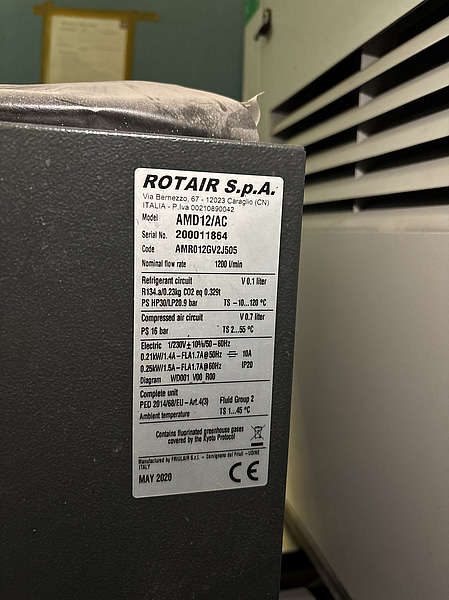 ROTAIR S.p.A.
Via Bernezzo, 67 - 12023 Caraglio (CN)
ITALIA - P.Iva 00210890042
Model AMD12/AC
Serial No. 200011864
Code AMR012GV2J505
Nominal flow rate 1200 l/min
Refrigerant circuit V 0.1 liter
R134.a/0.23kg CO2 eq 0.329t
PS HP30/LP20.9 bar TS -10...120 °C
Compressed air circuit V 0.7 liter
PS 16 bar TS 2...55 °C
Electric 1/230V±10%/50-60Hz
0.21kW/1.4A-FLA1.7A@50Hz 10A
0.25kW/1.5A-FLA1.7A@60Hz IP20
Diagram WD001 V00 R00
Complete unit
PED 2014/68/EU - Art.4(3) Fluid Group 2
Ambient temperature TS 1...45 °C
Contains fluorinated greenhouse gases
covered by the Kyoto Protocol
Manufactured by FRIULAIR S.r.l. - Cervignano del Friuli - UDINE
ITALY
MAY 2020 CE